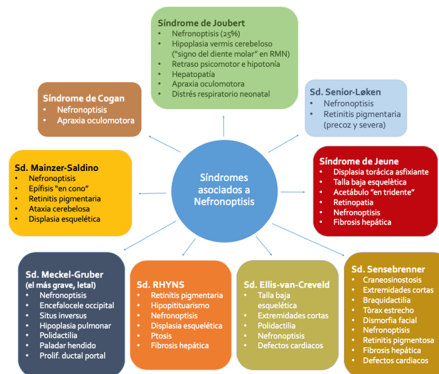 Síndrome de Joubert
• Nefronoptisis (25%)
• Hipoplasia vermis cerebeloso
("signo del diente molar" en RMN)
• Retraso psicomotor e hipotonía
• Hepatopatía
• Apraxia oculomotora
• Distrés respiratorio neonatal
Síndrome de Cogan
• Nefronoptisis
• Apraxia oculomotora
Sd. Senior-Løken
• Nefronoptisis
• Retinitis pigmentaria
(precoz y severa)
Sd. Mainzer-Saldino
• Nefronoptisis
• Epífisis "en cono"
• Retinitis pigmentaria
• Ataxia cerebelosa
• Displasia esquelética
Síndromes
asociados a
Nefronoptisis
Síndrome de Jeune
• Displasia torácica asfixiante
• Talla baja esquelética
• Acetábulo "en tridente"
• Retinopatia
• Nefronoptisis
• Fibrosis hepática
Sd. Meckel-Gruber
(el más grave, letal)
• Nefronoptisis
• Encefalocele occipital
• Situs inversus
• Hipoplasia pulmonar
• Polidactilia
• Paladar hendido
• Prolif. ductal portal
Sd. RHYNS
• Retinitis pigmentaria
• Hipopituitarismo
• Nefronoptisis
• Displasia esquelética
• Ptosis
• Fibrosis hepática
Sd. Ellis-van-Creveld
• Talla baja
esquelética
• Extremidades cortas
• Polidactilia
• Nefronoptisis
• Defectos cardiacos
Sd. Sensebrenner
• Craneosinostosis
• Extremidades cortas
• Braquidactilia
• Tórax estrecho
• Dismorfia facial
• Nefronoptisis
• Retinitis pigmentosa
• Fibrosis hepática
• Defectos cardiacos